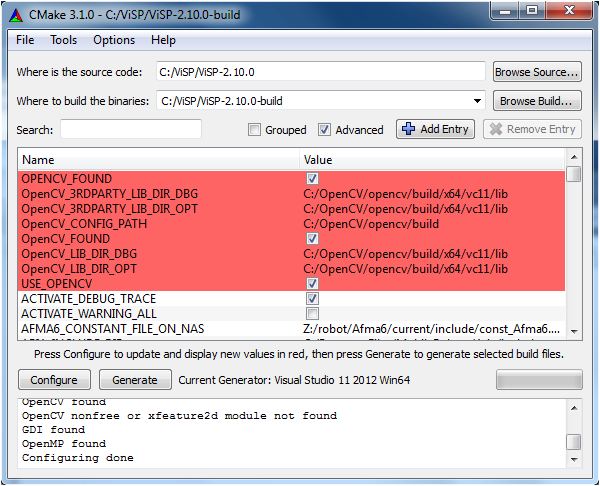 CMake 3.1.0 - C:/ViSP/ViSP-2.10.0-build
File Tools Options Help
Where is the source code: C:/ViSP/ViSP-2.10.0 Browse Source...
Where to build the binaries: C:/ViSP/ViSP-2.10.0-build Browse Build...
Search: Grouped Advanced Add Entry Remove Entry
Name Value
OPENCV_FOUND
OpenCV_3RDPARTY_LIB_DIR_DBG C:/OpenCV/opencv/build/x64/vc11/lib
OpenCV_3RDPARTY_LIB_DIR_OPT C:/OpenCV/opencv/build/x64/vc11/lib
OpenCV_CONFIG_PATH C:/OpenCV/opencv/build
OpenCV_FOUND
OpenCV_LIB_DIR_DBG C:/OpenCV/opencv/build/x64/vc11/lib
OpenCV_LIB_DIR_OPT C:/OpenCV/opencv/build/x64/vc11/lib
USE_OPENCV
ACTIVATE_DEBUG_TRACE
ACTIVATE_WARNING_ALL
AFMA6_CONSTANT_FILE_ON_NAS Z:/robot/Afma6/current/include/const_Afma6....
Press Configure to update and display new values in red, then press Generate to generate selected build files.
Configure Generate Current Generator: Visual Studio 11 2012 Win64
OpenCV found
OpenCV nonfree or xfeature2d module not found
GDI found
OpenMP found
Configuring done